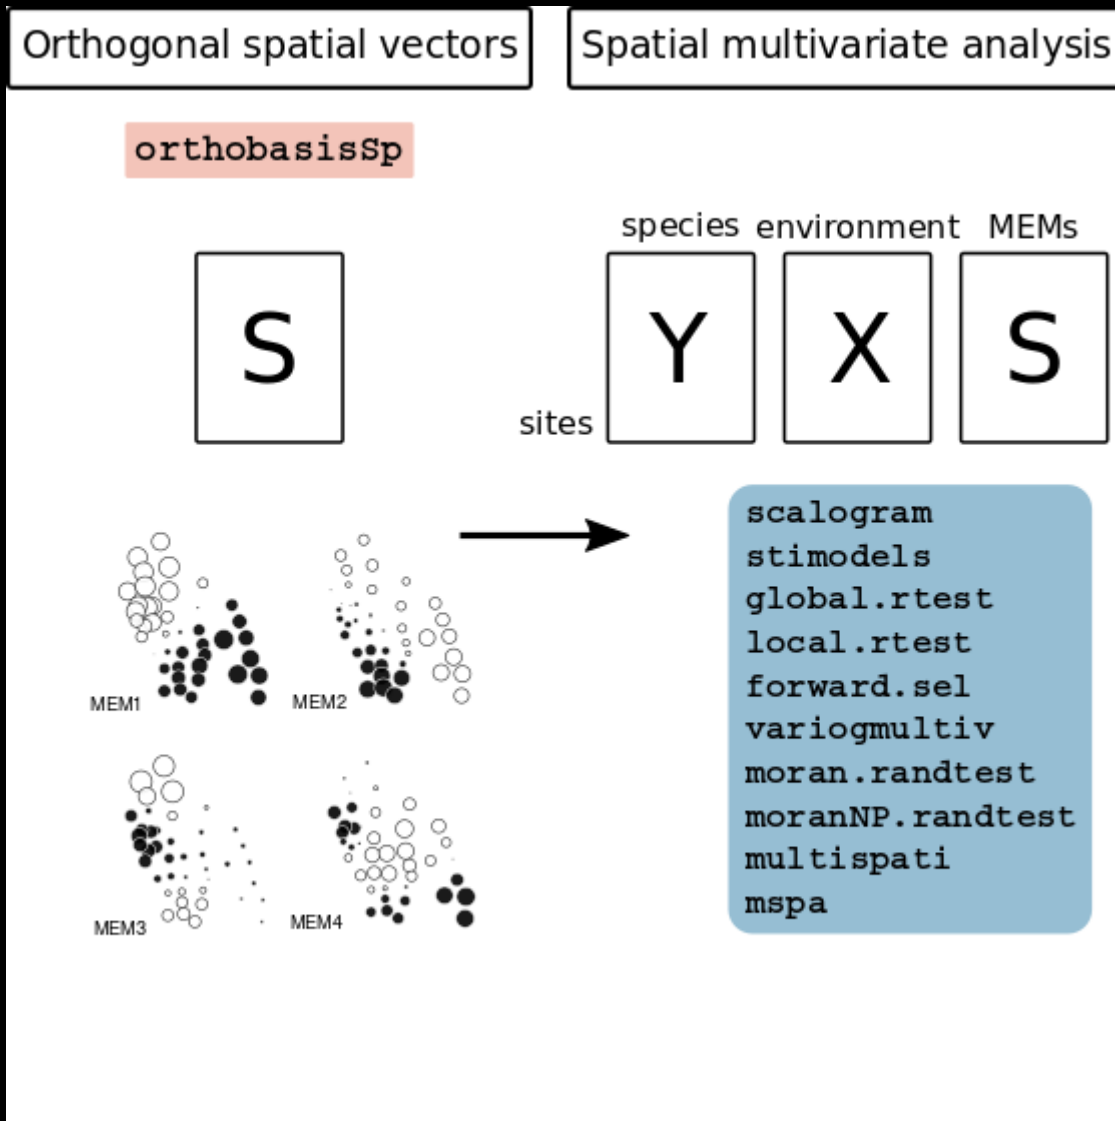 Orthogonal spatial vectors
Spatial multivariate analysis
orthobasisSp
species environment MEMs
S
Y X S
sites
scalogram
stimodels
global.rtest
local.rtest
forward.sel
variogmultiv
moran.randtest
moranNP.randtest
multispati
mspa
MEM1 MEM2
MEM3 MEM4